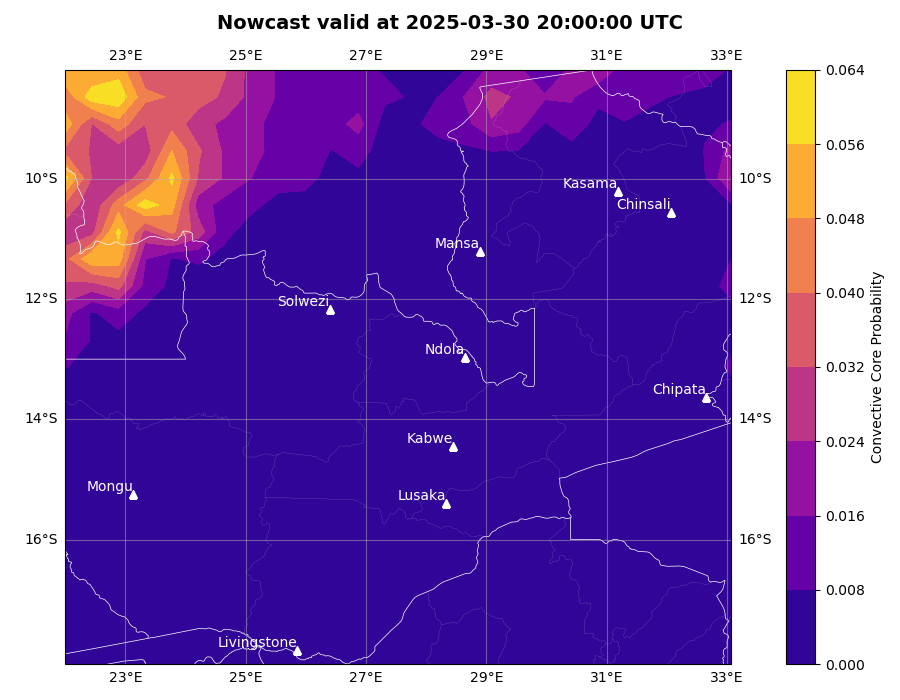 Nowcast valid at 2025-03-30 20:00:00 UTC
23°E 25°E 27°E 29°E 31°E 33°E
0.064
0.056
10°S Kasama 10°S
Chinsali
0.048
Mansa
0.040
12°S Solwezi 12°S
0.032
Ndola
Chipata
14°S 14°S
Kabwe
0.024
Mongu
Lusaka
0.016
16°S 16°S
0.008
Livingstone
0.000
23°E 25°E 27°E 29°E 31°E 33°E
Convective Core Probability